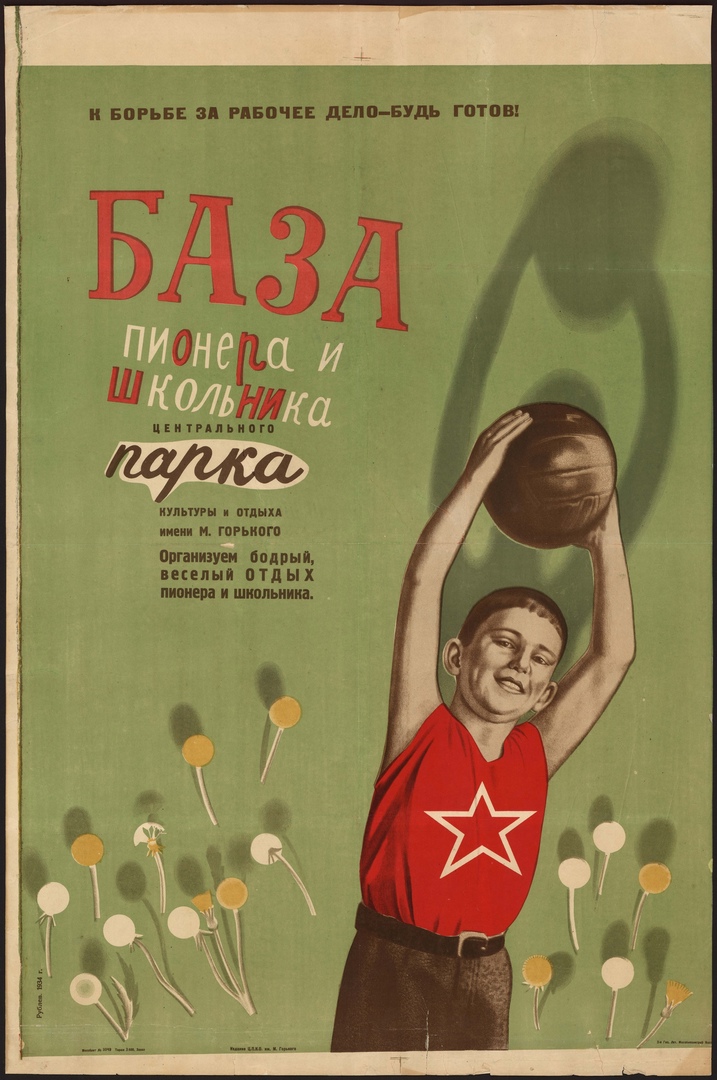 К БОРЬБЕ ЗА РАБОЧЕЕ ДЕЛО—БУДЬ ГОТОВ!
БАЗА
пионера и
школьника
ЦЕНТРАЛЬНОГО
парка
КУЛЬТУРЫ и ОТДЫХА
имени М. ГОРЬКОГО
Организуем бодрый,
веселый ОТДЫХ
пионера и школьника.
Рублев. 1934 г.
Издание Ц.П.К.О. им. М. Горького